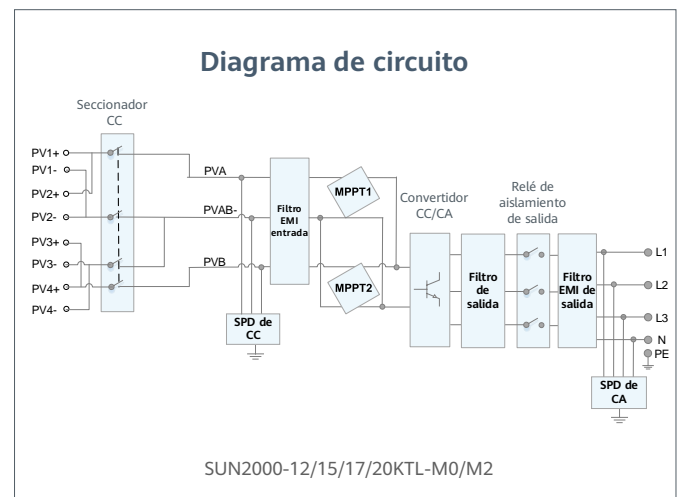 Diagrama de circuito
Seccionador
CC
PV1+
PV1-
PV2+
PV2-
PV3+
PV3-
PV4+
PV4-
PVA
PVAB-
PVB
SPD de
CC
Filtro
EMI
entrada
MPPT1
MPPT2
Convertidor
CC/CA
Filtro
de
salida
Relé de
aislamiento
de salida
Filtro
EMI de
salida
L1
L2
L3
N
PE
SPD de
CA
SUN2000-12/15/17/20KTL-M0/M2